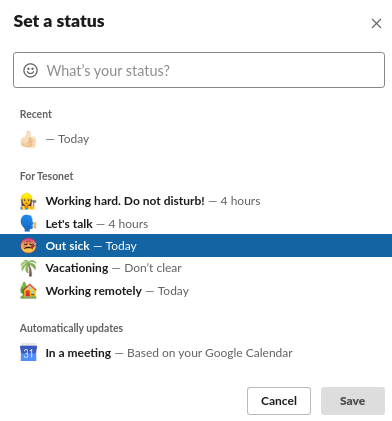 Set a status
What's your status?
Recent
— Today
For Tesonet
Working hard. Do not disturb! — 4 hours
Let's talk — 4 hours
Out sick — Today
Vacationing — Don't clear
Working remotely — Today
Automatically updates
31 In a meeting — Based on your Google Calendar
Cancel Save